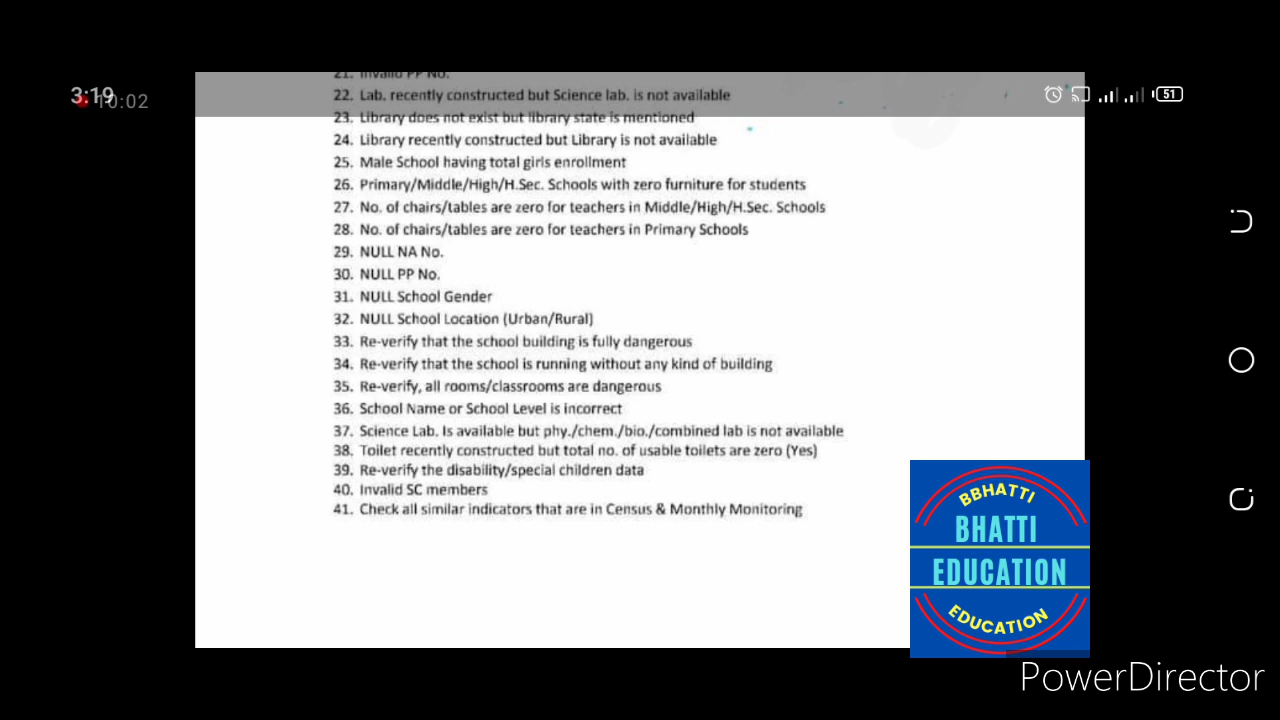 21. Invalid PP No.
3:19
10:02
22. Lab. recently constructed but Science lab. is not available
51
23. Library does not exist but library state is mentioned
24. Library recently constructed but Library is not available
25. Male School having total girls enrollment
26. Primary/Middle/High/H.Sec. Schools with zero furniture for students
27. No. of chairs/tables are zero for teachers in Middle/High/H.Sec. Schools
28. No. of chairs/tables are zero for teachers in Primary Schools
29. NULL NA No.
30. NULL PP No.
31. NULL School Gender
32. NULL School Location (Urban/Rural)
33. Re-verify that the school building is fully dangerous
34. Re-verify that the school is running without any kind of building
35. Re-verify, all rooms/classrooms are dangerous
36. School Name or School Level is incorrect
37. Science Lab. Is available but phy./chem./bio./combined lab is not available
38. Toilet recently constructed but total no. of usable toilets are zero (Yes)
39. Re-verify the disability/special children data
40. Invalid SC members
41. Check all similar indicators that are in Census & Monthly Monitoring
BBHATTI
BHATTI
EDUCATION
EDUCATION
PowerDirector